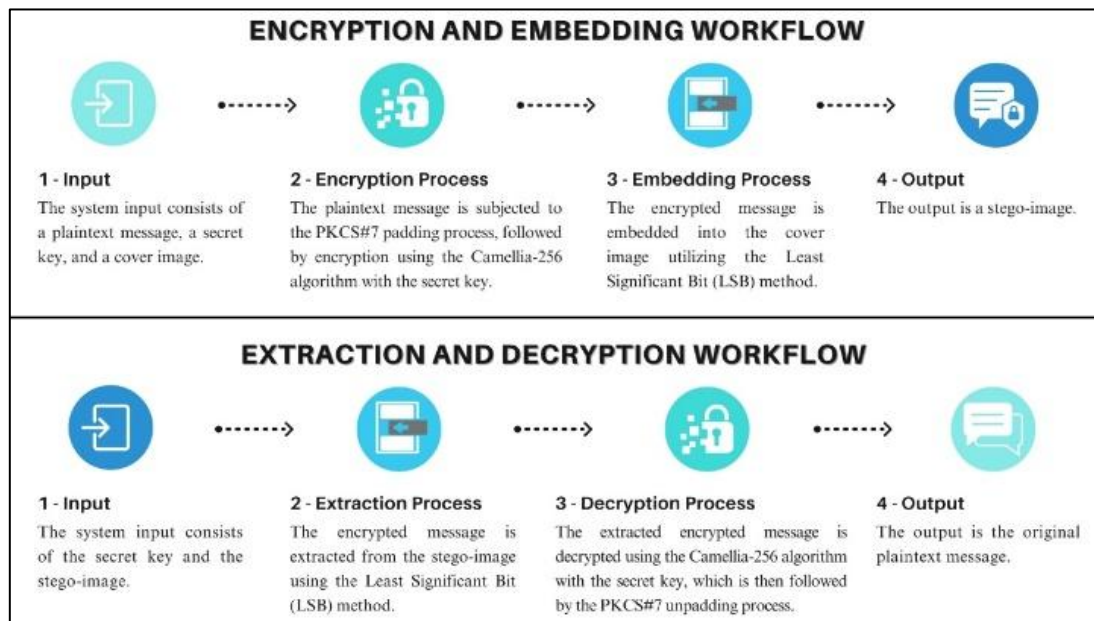 ENCRYPTION AND EMBEDDING WORKFLOW
1 - Input
The system input consists of
a plaintext message, a secret
key, and a cover image.
2 - Encryption Process
The plaintext message is subjected to
the PKCS#7 padding process, followed
by encryption using the Camellia-256
algorithm with the secret key.
3 - Embedding Process
The encrypted message is
embedded into the cover
image utilizing the Least
Significant Bit (LSB) method.
4 - Output
The output is a stego-image.
EXTRACTION AND DECRYPTION WORKFLOW
1 - Input
The system input consists
of the secret key and the
stego-image.
2 - Extraction Process
The encrypted message is
extracted from the stego-image
using the Least Significant Bit
(LSB) method.
3 - Decryption Process
The extracted encrypted message is
decrypted using the Camellia-256 algorithm
with the secret key, which is then followed
by the PKCS#7 unpadding process.
4 - Output
The output is the original
plaintext message.